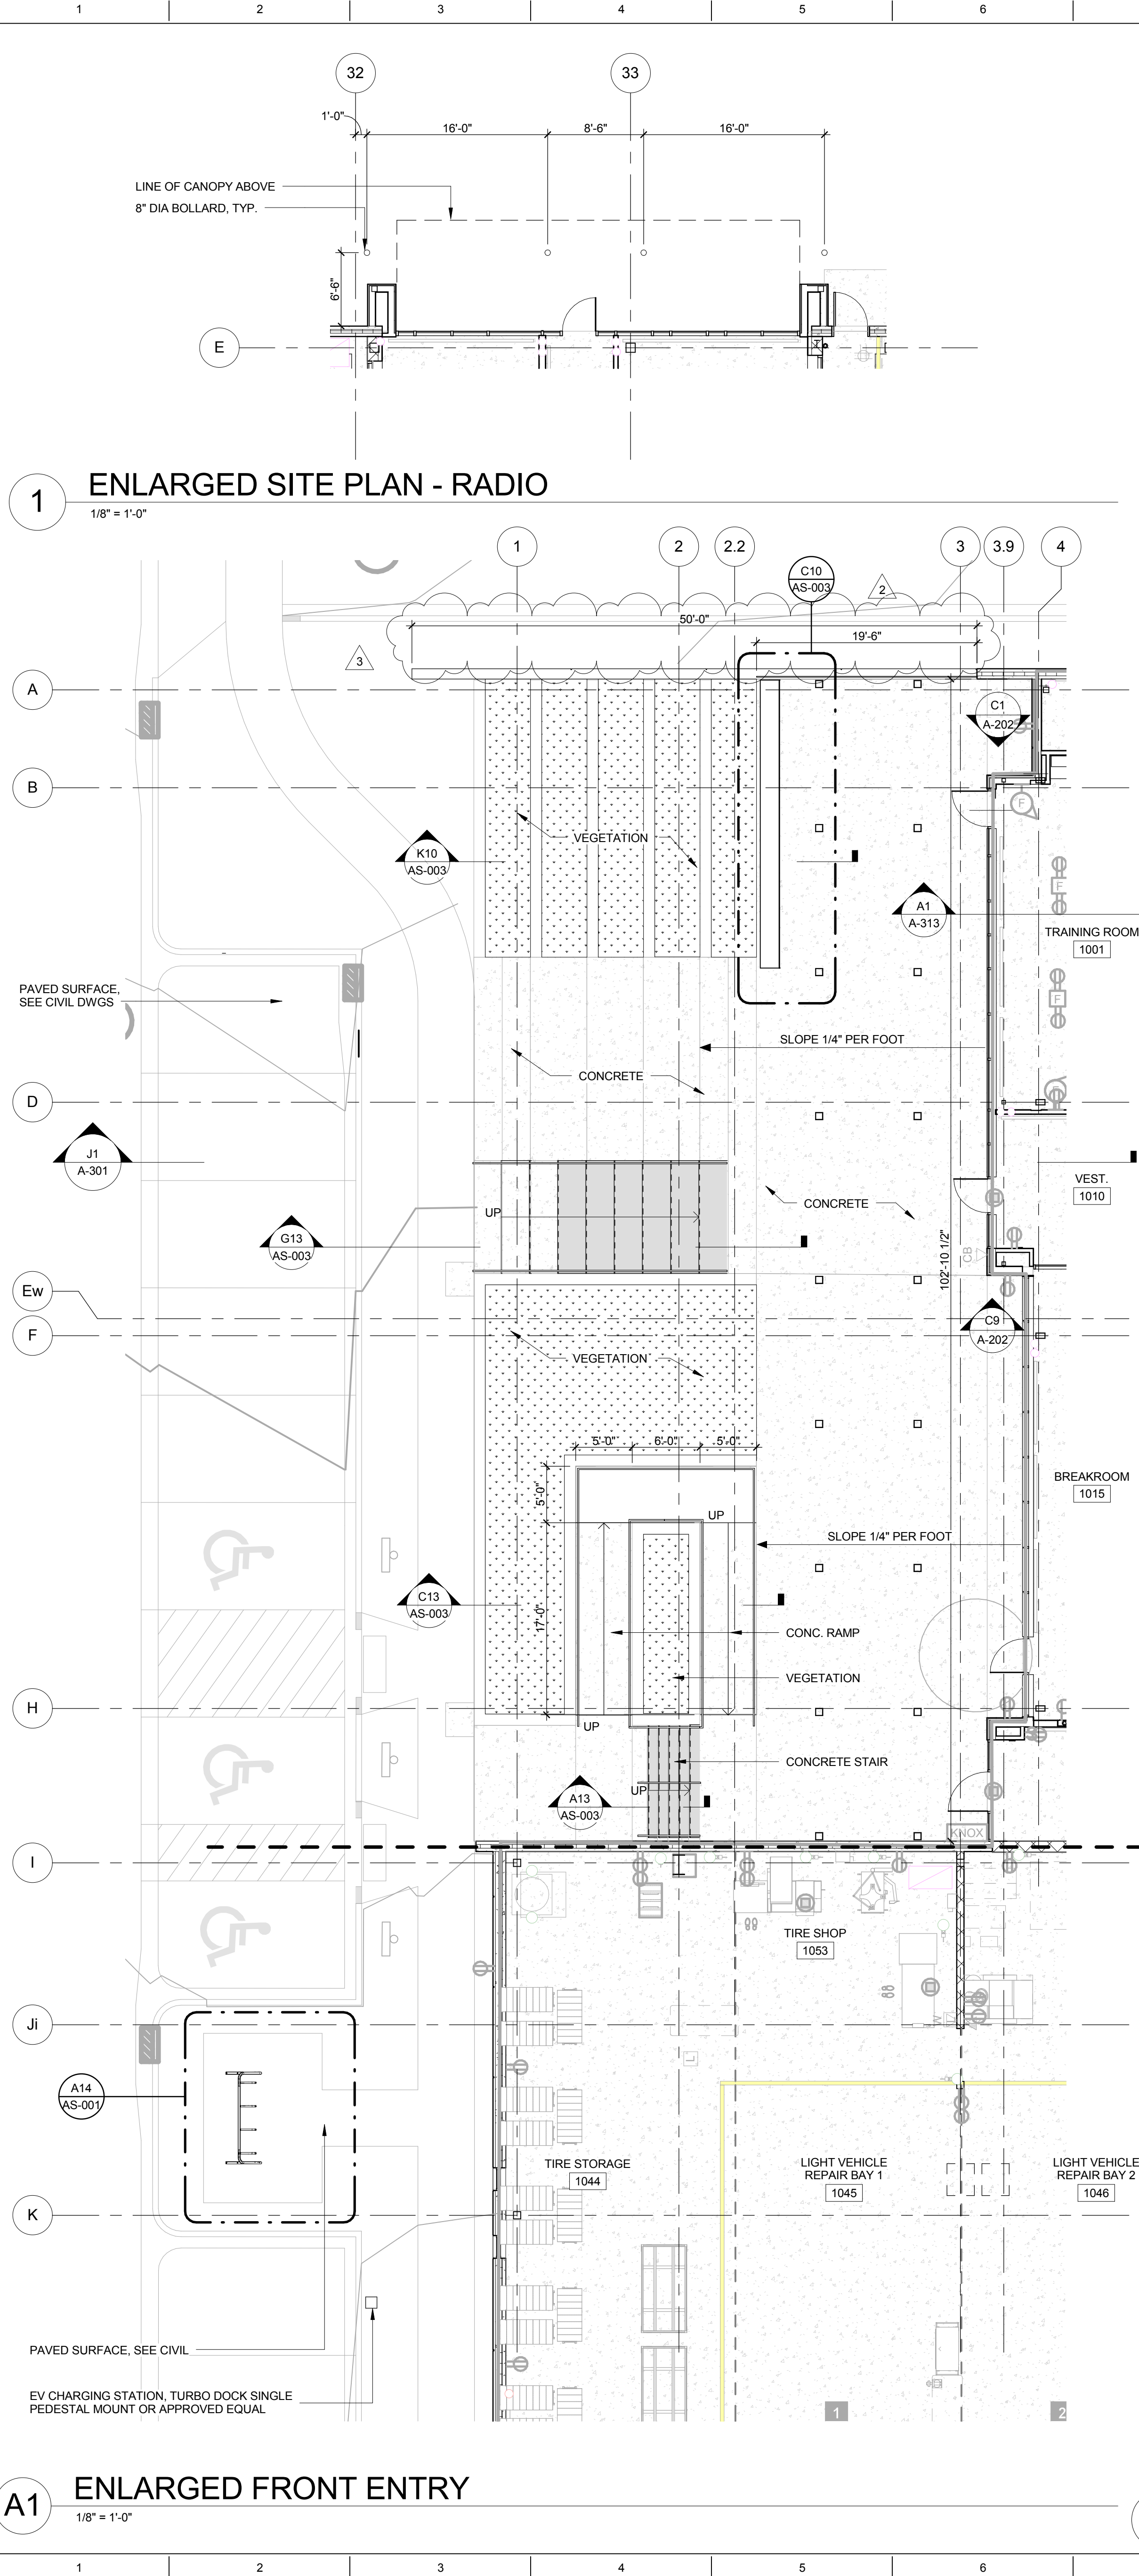 1 2 3 4 5 6
32 33
1'-0" 16'-0" 8'-6" 16'-0"
LINE OF CANOPY ABOVE
8" DIA BOLLARD, TYP.
6'-6"
E
1 ENLARGED SITE PLAN - RADIO
1/8" = 1'-0"
1 2 2.2 3 3.9 4
C10
AS-003
2
50'-0"
19'-6"
3
A
C1
A-202
B
F
VEGETATION
K10
AS-003
F
A1
A-313
TRAINING ROOM
1001
PAVED SURFACE,
SEE CIVIL DWGS
F
SLOPE 1/4" PER FOOT
CONCRETE
D
J1
A-301
VEST.
1010
CONCRETE
UP
G13
AS-003
102'-10 1/2"
CB
Ew
C9
A-202
F
VEGETATION
5'-0" 6'-0" 5'-0"
BREAKROOM
1015
5'-0"
UP
SLOPE 1/4" PER FOOT
C13
AS-003
17'-0"
CONC. RAMP
VEGETATION
H
UP
CONCRETE STAIR
UP
A13
AS-003
KNOX
I
TIRE SHOP
1053
Ji
L
A14
AS-001
TIRE STORAGE
1044
LIGHT VEHICLE
REPAIR BAY 1
1045
LIGHT VEHICLE
REPAIR BAY 2
1046
K
PAVED SURFACE, SEE CIVIL
EV CHARGING STATION, TURBO DOCK SINGLE
PEDESTAL MOUNT OR APPROVED EQUAL
1 2
A1 ENLARGED FRONT ENTRY
1/8" = 1'-0"
1 2 3 4 5 6